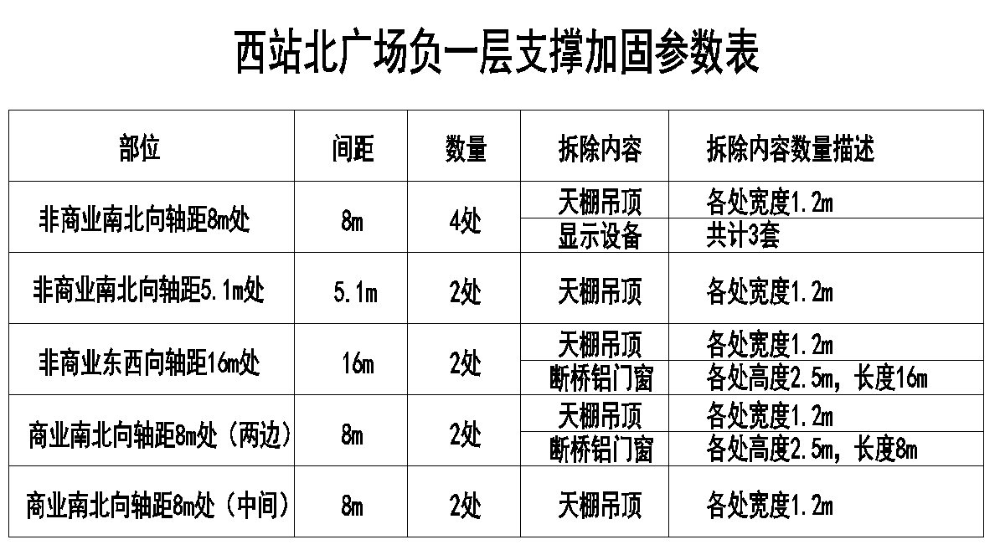 西站北广场负一层支撑加固参数表
部位 间距 数量 拆除内容 拆除内容数量描述
非商业南北向轴距8m处 8m 4处 天棚吊顶 各处宽度1.2m
显示设备 共计3套
非商业南北向轴距5.1m处 5.1m 2处 天棚吊顶 各处宽度1.2m
非商业东西向轴距16m处 16m 2处 天棚吊顶 各处宽度1.2m
断桥铝门窗 各处高度2.5m，长度16m
商业南北向轴距8m处（两边） 8m 2处 天棚吊顶 各处宽度1.2m
断桥铝门窗 各处高度2.5m，长度8m
商业南北向轴距8m处（中间） 8m 2处 天棚吊顶 各处宽度1.2m